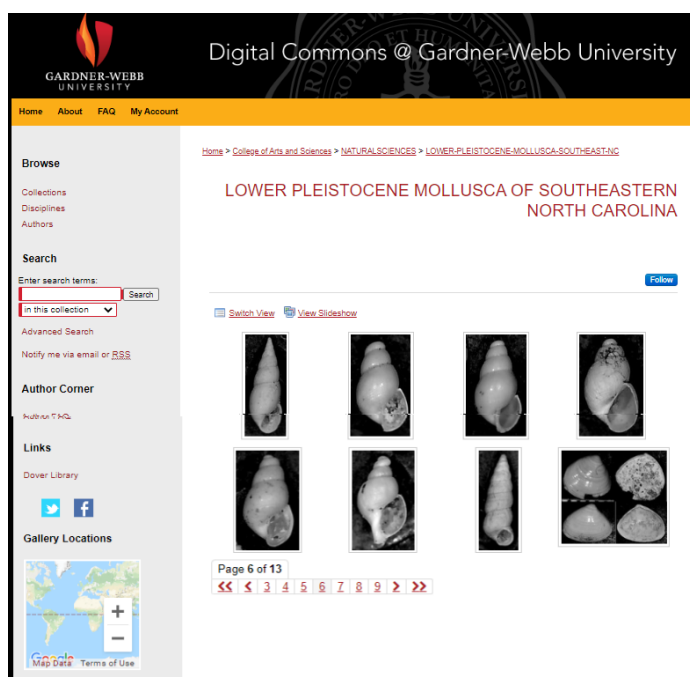 GARDNER-WEBB
UNIVERSITY
Digital Commons @ Gardner-Webb University
Home About FAQ My Account
Home > College of Arts and Sciences > NATURALSCIENCES > LOWER-PLEISTOCENE-MOLLUSCA-SOUTHEAST-NC
LOWER PLEISTOCENE MOLLUSCA OF SOUTHEASTERN
NORTH CAROLINA
Follow
Switch View View Slideshow
Browse
Collections
Disciplines
Authors
Search
Enter search terms:
Search
in this collection
Advanced Search
Notify me via email or RSS
Author Corner
Links
Dover Library
Gallery Locations
+
−
Map Data Terms of Use
Page 6 of 13
<< < 3 4 5 6 7 8 9 > >>